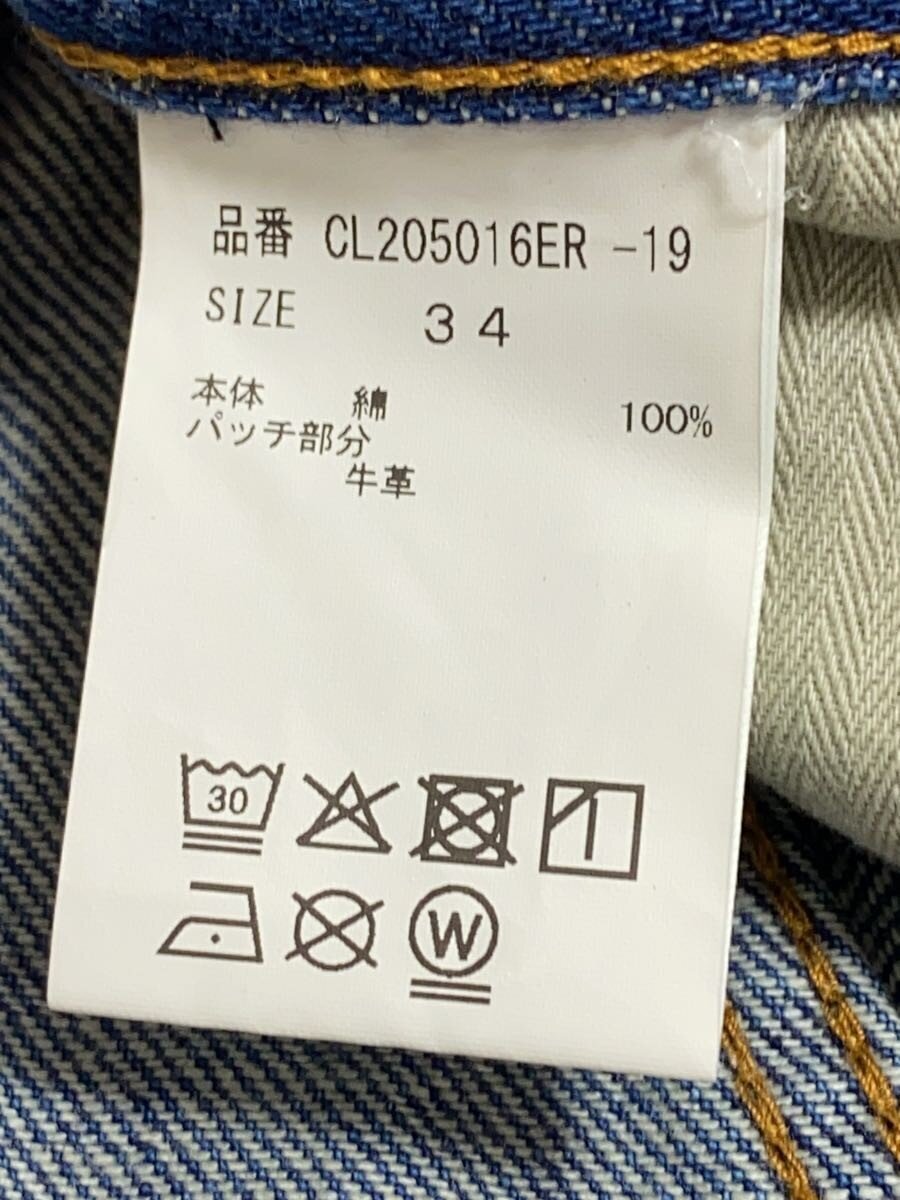 品番 CL205016ER -19
SIZE 34
本体 綿 100%
パッチ部分
牛革
30
W